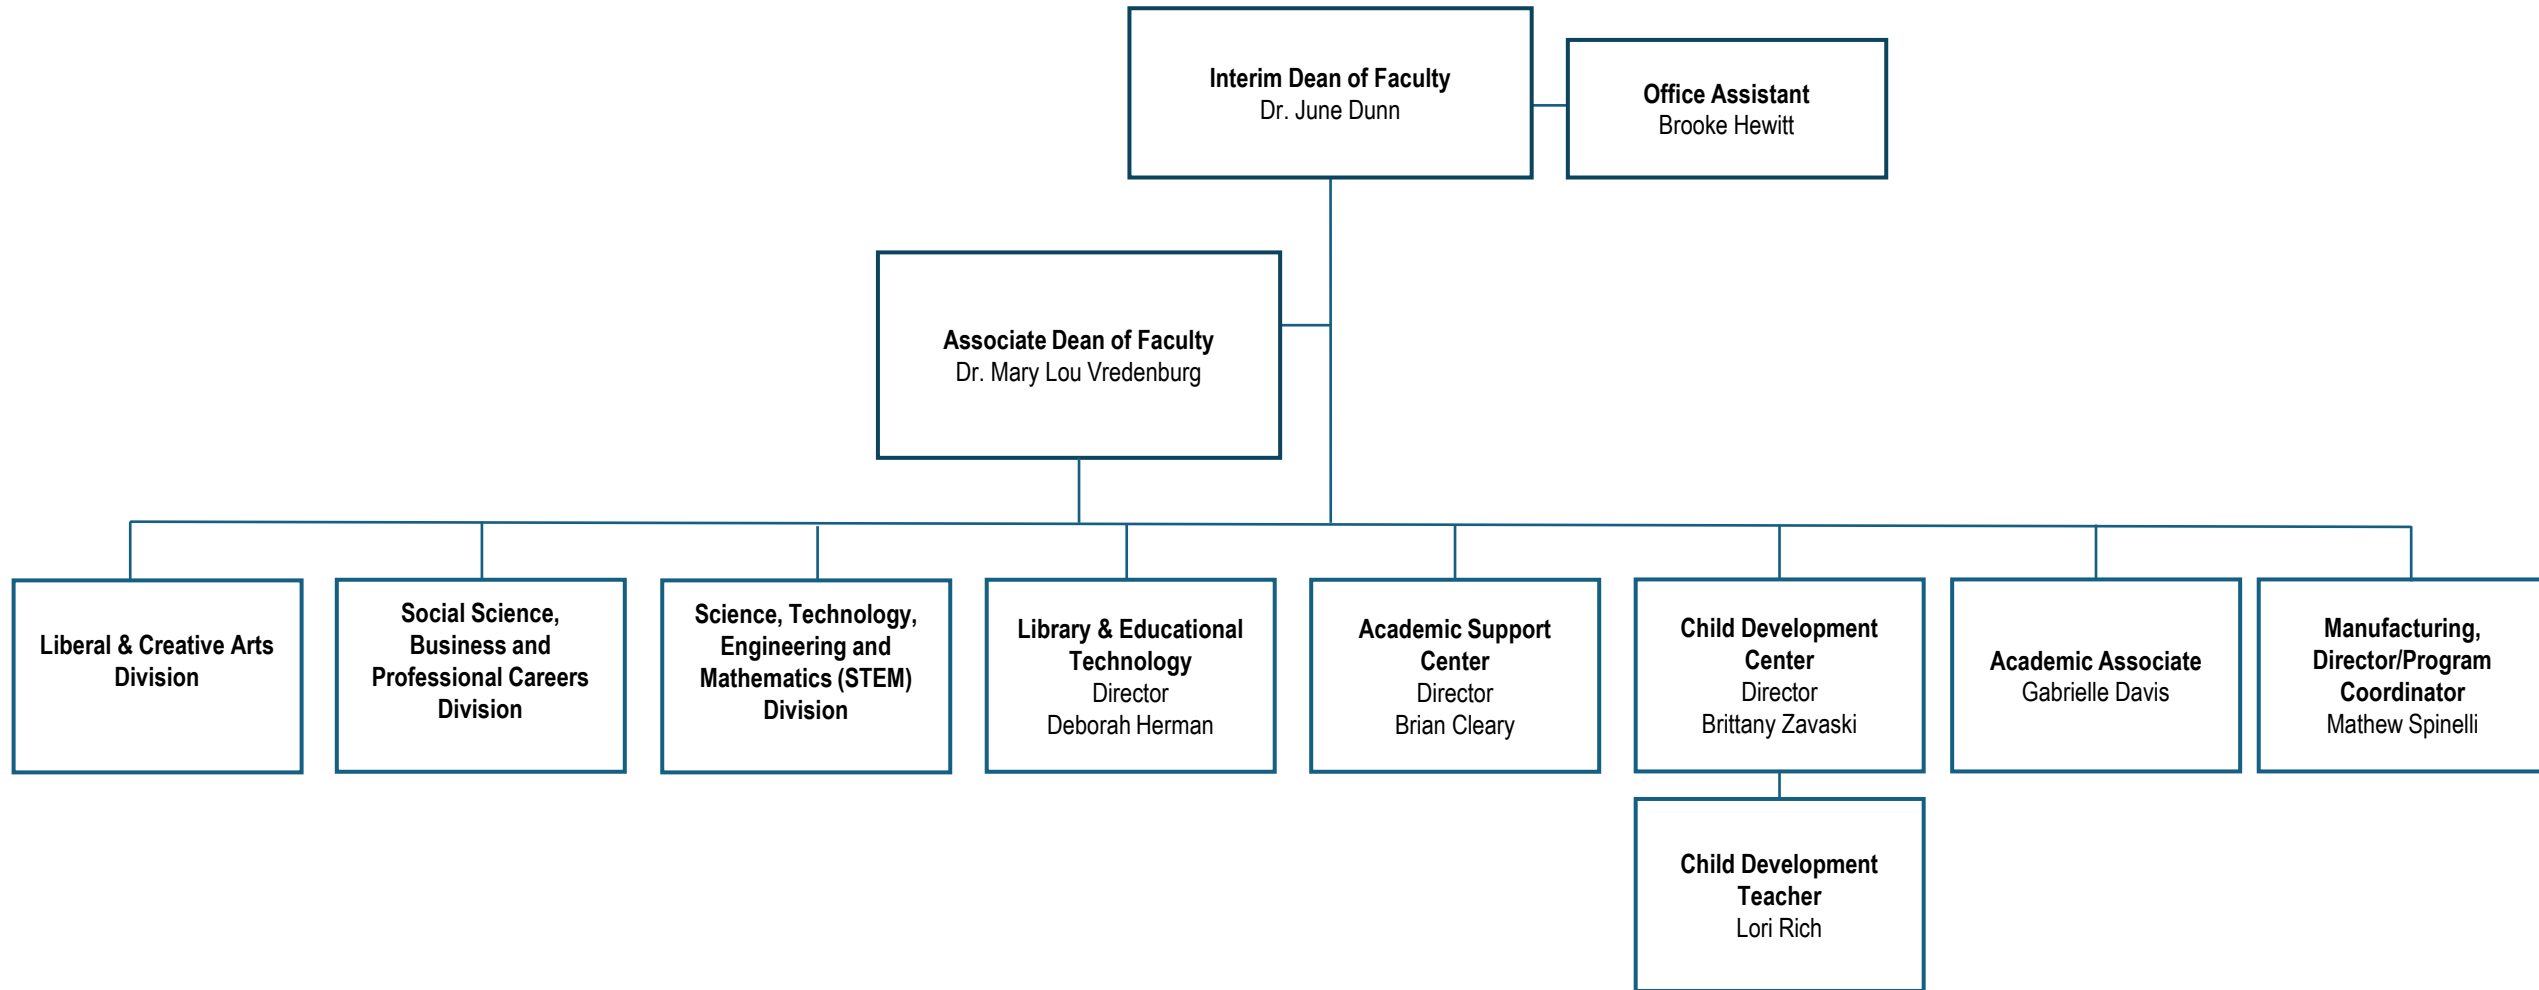 Interim Dean of Faculty
Dr. June Dunn
Office Assistant
Brooke Hewitt
Associate Dean of Faculty
Dr. Mary Lou Vredenburg
Liberal & Creative Arts
Division
Social Science,
Business and
Professional Careers
Division
Science, Technology,
Engineering and
Mathematics (STEM)
Division
Library & Educational
Technology
Director
Deborah Herman
Academic Support
Center
Director
Brian Cleary
Child Development
Center
Director
Brittany Zavaski
Academic Associate
Gabrielle Davis
Manufacturing,
Director/Program
Coordinator
Mathew Spinelli
Child Development
Teacher
Lori Rich